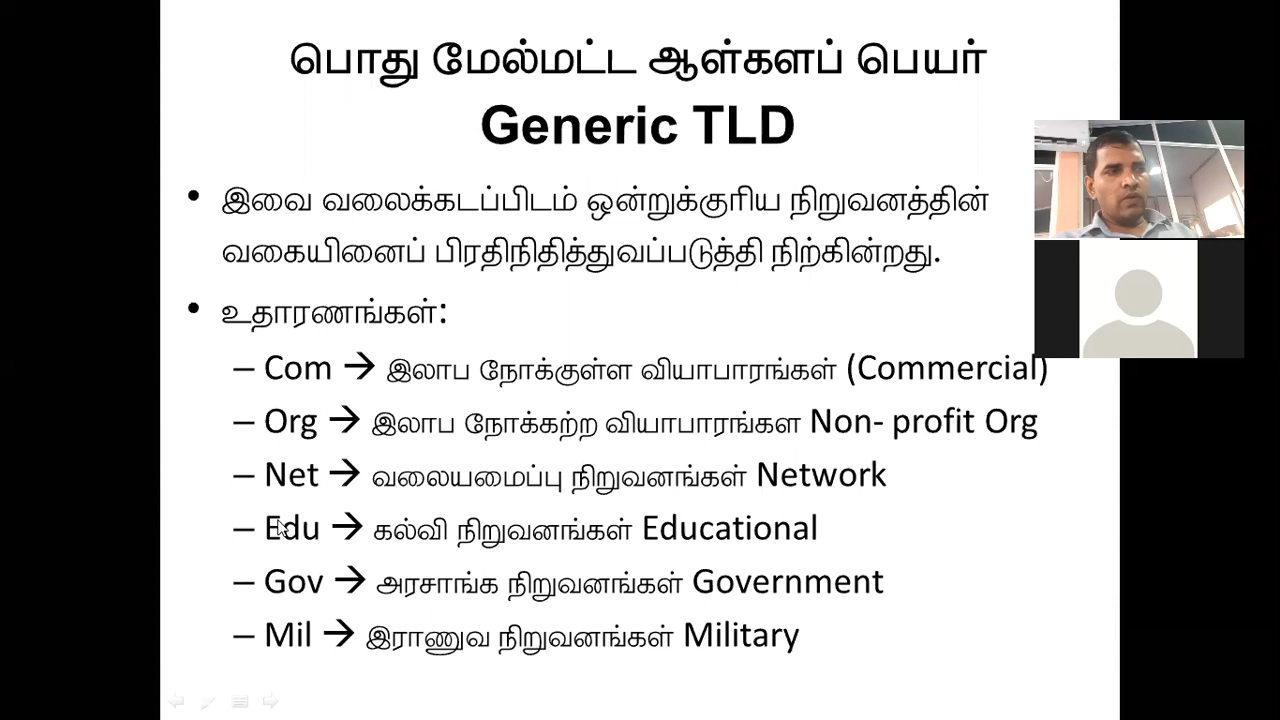 பொது மேல்மட்ட ஆள்களப் பெயர்
Generic TLD
• இவை வலைக்கடப்பிடம் ஒன்றுக்குரிய நிறுவனத்தின்
வகையினைப் பிரதிநிதித்துவப்படுத்தி நிற்கின்றது.
• உதாரணங்கள்:
– Com → இலாப நோக்குள்ள வியாபாரங்கள் (Commercial)
– Org → இலாப நோக்கற்ற வியாபாரங்கள Non- profit Org
– Net → வலையமைப்பு நிறுவனங்கள் Network
– Edu → கல்வி நிறுவனங்கள் Educational
– Gov → அரசாங்க நிறுவனங்கள் Government
– Mil → இராணுவ நிறுவனங்கள் Military